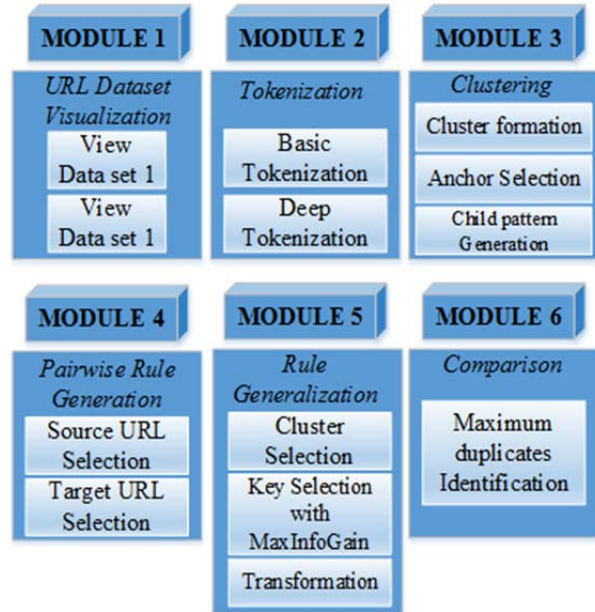 MODULE 1
URL Dataset
Visualization
View
Data set 1
View
Data set 1
MODULE 2
Tokenization
Basic
Tokenization
Deep
Tokenization
MODULE 3
Clustering
Cluster formation
Anchor Selection
Child pattern
Generation
MODULE 4
Pairwise Rule
Generation
Source URL
Selection
Target URL
Selection
MODULE 5
Rule
Generalization
Cluster
Selection
Key Selection
with
MaxInfoGain
Transformation
MODULE 6
Comparison
Maximum
duplicates
Identification